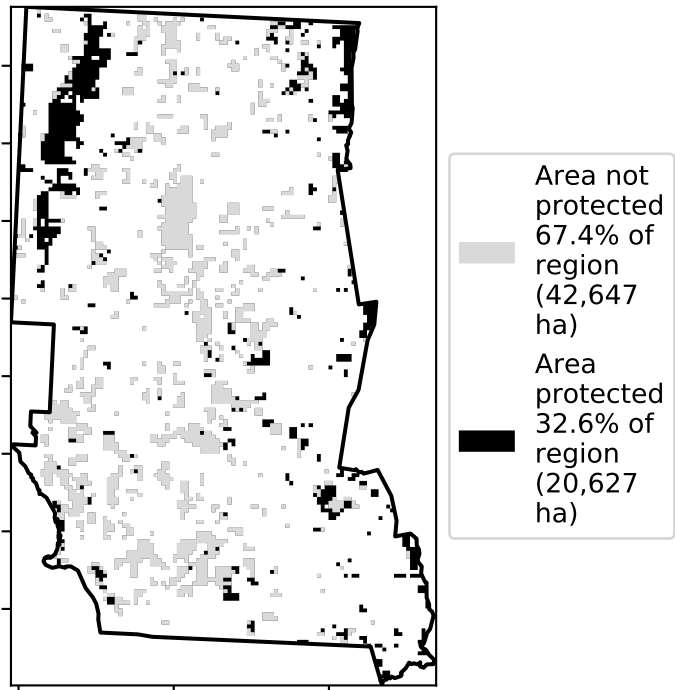 Area not
protected
67.4% of
region
(42,647
ha)
Area
protected
32.6% of
region
(20,627
ha)